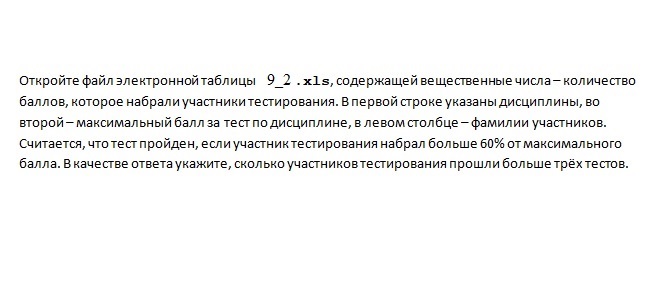 Откройте файл электронной таблицы 9_2 .xls, содержащей вещественные числа – количество
баллов, которое набрали участники тестирования. В первой строке указаны дисциплины, во
второй – максимальный балл за тест по дисциплине, в левом столбце – фамилии участников.
Считается, что тест пройден, если участник тестирования набрал больше 60% от максимального
балла. В качестве ответа укажите, сколько участников тестирования прошли больше трёх тестов.